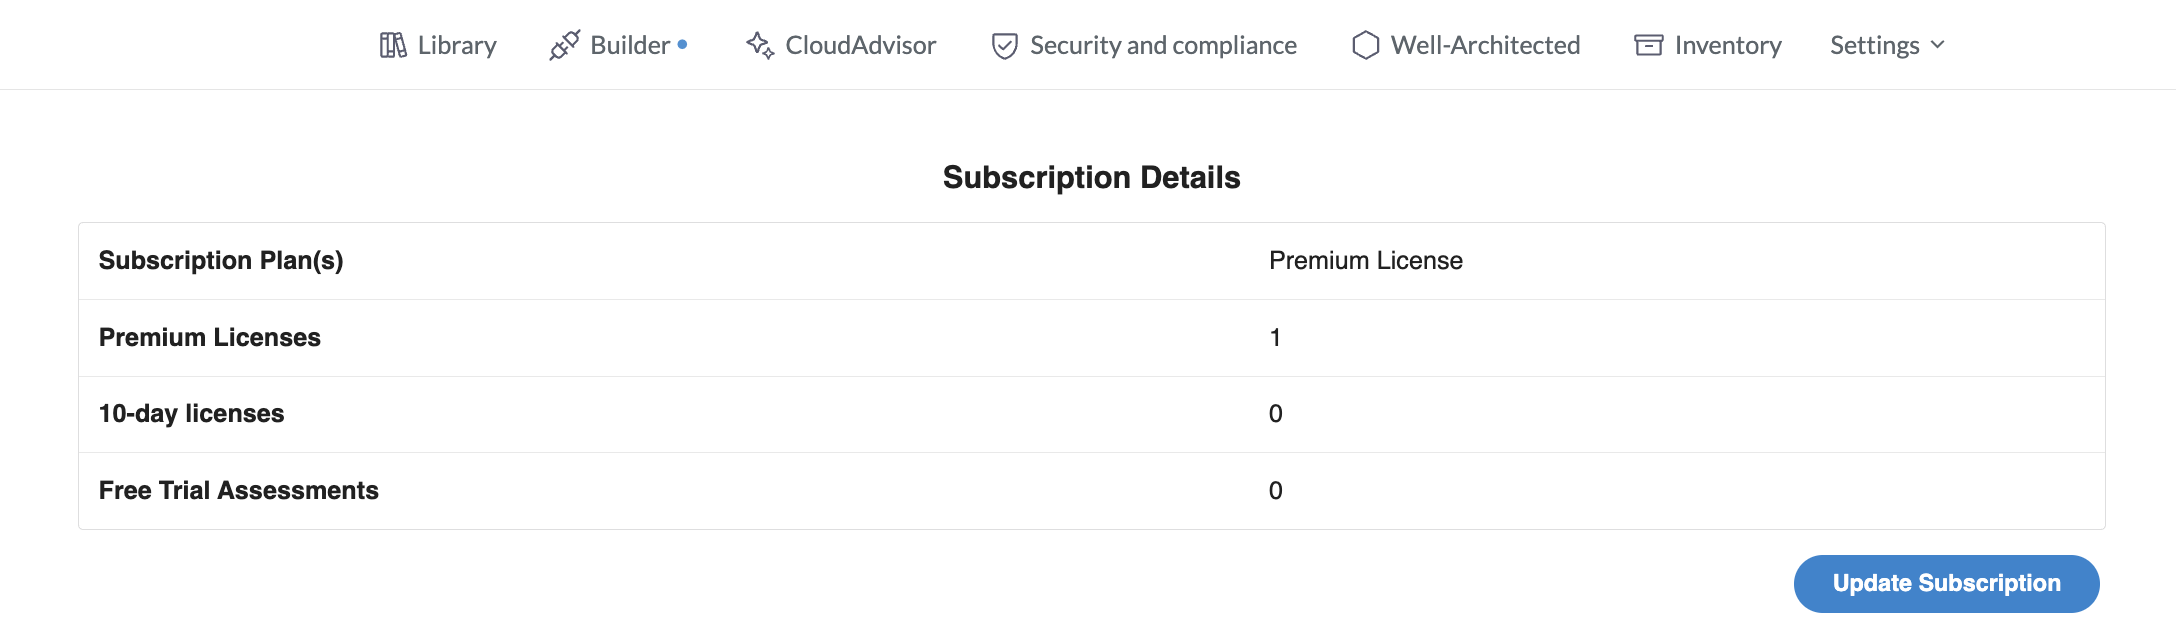 Library Builder CloudAdvisor Security and compliance Well-Architected Inventory Settings
Subscription Details
Subscription Plan(s) Premium License
Premium Licenses 1
10-day licenses 0
Free Trial Assessments 0
Update Subscription